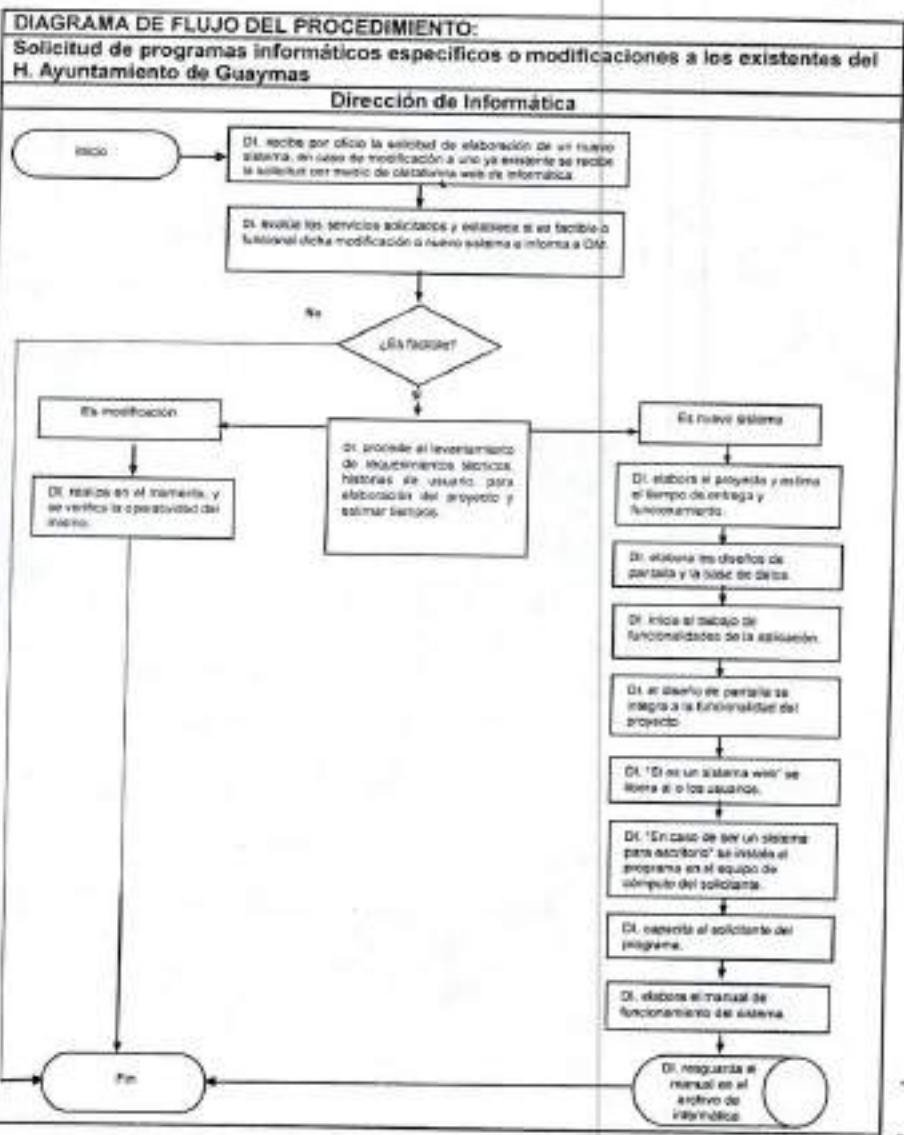 DIAGRAMA DE FLUJO DEL PROCEDIMIENTO:
Solicitud de programas informáticos específicos o modificaciones a los existentes del
H. Ayuntamiento de Guaymas
Dirección de Informática
Inicio
DI. recibe por oficio la solicitud de elaboración de un nuevo
sistema, en caso de modificación a uno ya existente se recibe
la solicitud por medio de plataforma web de informática
DI. evalúa los servicios solicitados y establece si es factible o
funcional dicha modificación o nuevo sistema e informa a OM.
No
¿Es factible?
Si
Es modificación
DI. realiza en el momento, y
se verifica la operatividad del
mismo.
DI. procede al levantamiento
de requerimientos técnicos,
historias de usuario, para
elaboración del proyecto y
estimar tiempos.
Es nuevo sistema
DI. elabora el proyecto y estima
el tiempo de entrega y
funcionamiento.
DI. elabora los diseños de
pantalla y la base de datos.
DI. inicia el trabajo de
funcionalidades de la aplicación.
DI. el diseño de pantalla se
integra a la funcionalidad del
proyecto
DI. "Si es un sistema web" se
libera al o los usuarios.
DI. "En caso de ser un sistema
para escritorio" se instala el
programa en el equipo de
cómputo del solicitante.
DI. capacita al solicitante del
programa.
DI. elabora el manual de
funcionamiento del sistema.
DI. resguarda el
manual en el
archivo de
informática
Fin